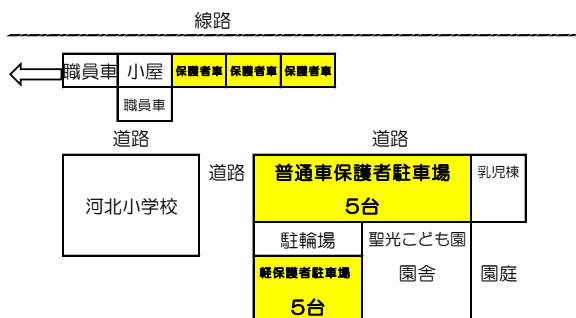 線路
職員車 小屋 保護者車 保護者車 保護者車
職員車
道路 道路
道路 普通車保護者駐車場 乳児棟
河北小学校 5台
駐輪場 聖光こども園
軽保護者駐車場 園舎 園庭
5台